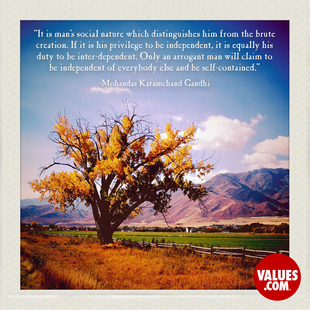 “It is man’s social nature which distinguishes him from the brute
creation. If it is his privilege to be independent, it is equally his
duty to be inter-dependent. Only an arrogant man will claim to
be independent of everybody else and be self-contained.”
-Mohandas Karamchand Gandhi
VALUES
.COM